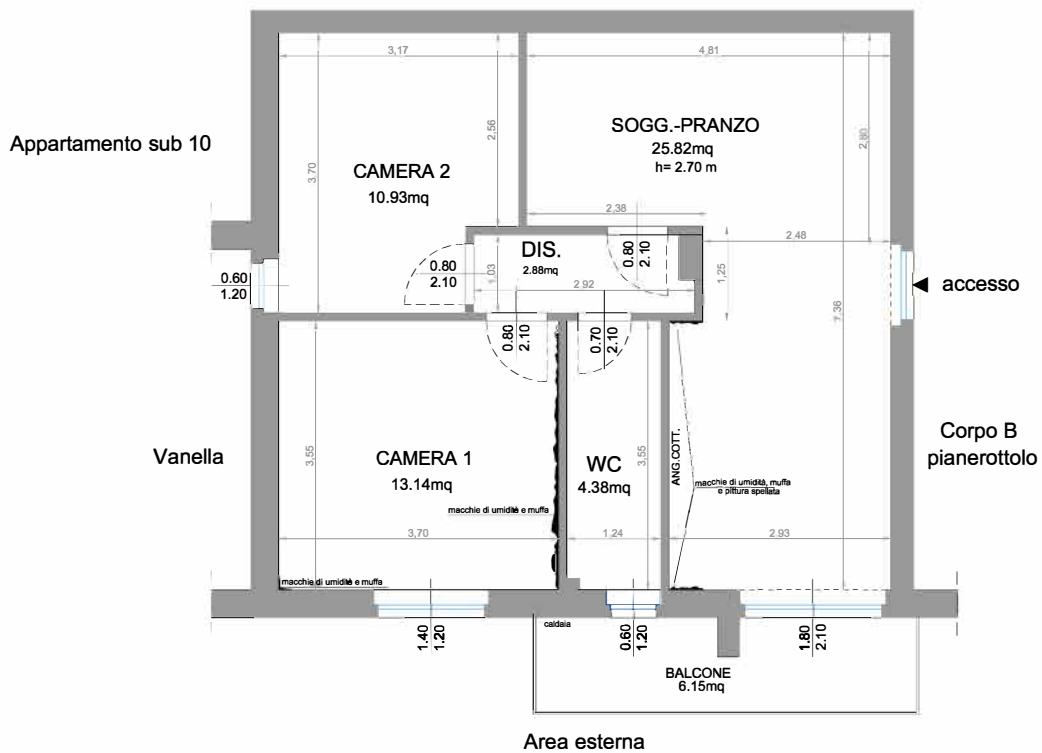 3,17
4,81
Appartamento sub 10
3.70
2,56
CAMERA 2
10.93mq
SOGG.-PRANZO
25.82mq
h= 2.70 m
2,80
2,38
2,48
DIS.
2.88mq
0.80
2.10
0.80
2.10
1,03
2.92
1,25
7,36
0.60
1.20
accesso
0.80
2.10
0.70
2.10
Vanella
3,55
CAMERA 1
13.14mq
macchie di umiditè e muffa
WC
4.38mq
3,55
ANG.COTT.
macchie di umidità, muffa
e pittura spellata
Corpo B
pianerottolo
3,70
1.24
2.93
macchie di umiditè e muffa
1.40
1.20
caldaia
0.60
1.20
1.80
2.10
BALCONE
6.15mq
Area esterna